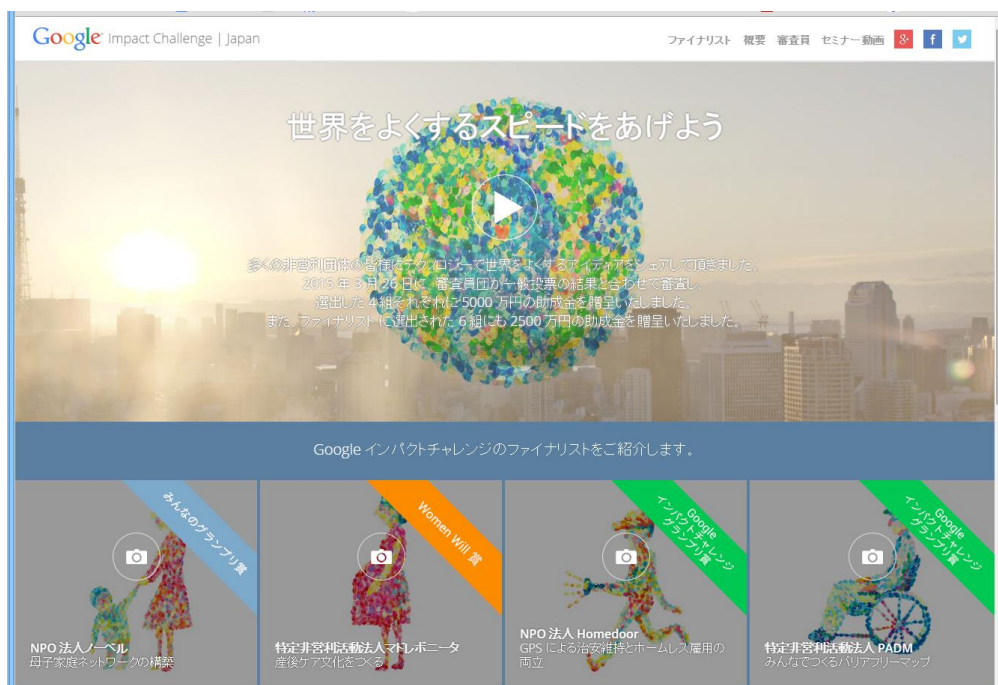 Google Impact Challenge | Japan
ファイナリスト 概要 審査員 セミナー動画
世界をよくするスピードをあげよう
多くの非営利団体の皆様にテクノロジーで世界をよくするアイディアをシェアして頂きました。
2015 年 3 月 26 日に、審査員団が一般投票の結果と合わせて審査し、
選出した 4 組それぞれに 5000 万円の助成金を贈呈いたしました。
また、ファイナリストに選出された 6 組にも 2500 万円の助成金を贈呈いたしました。
Google インパクトチャレンジのファイナリストをご紹介します。
みんなのグランプリ賞
NPO 法人ノーベル
母子家庭ネットワークの構築
Women Will 賞
特定非営利活動法人マドレボニータ
産後ケア文化をつくる
Google
インパクトチャレンジ
グランプリ賞
NPO 法人 Homedoor
GPS による治安維持とホームレス雇用の
両立
Google
インパクトチャレンジ
グランプリ賞
特定非営利活動法人 PADM
みんなでつくるバリアフリーマップ